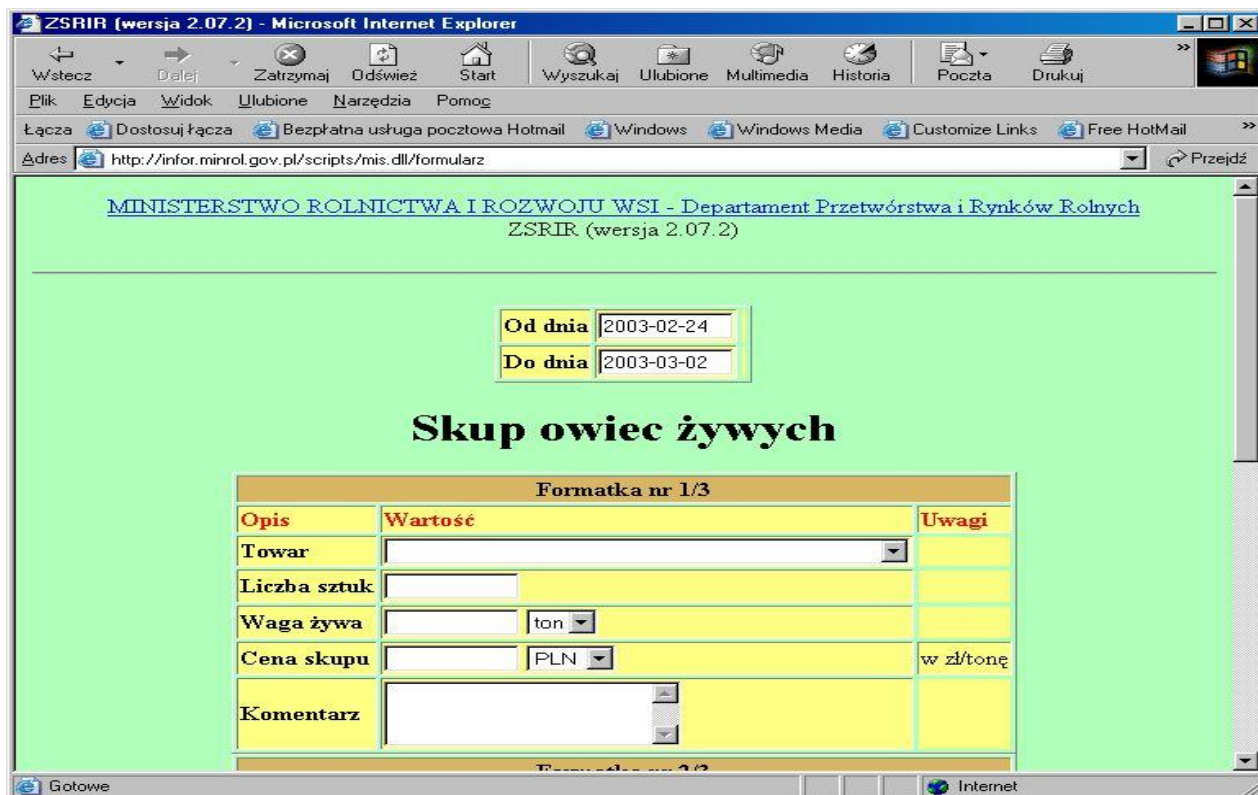 ZSRIR (wersja 2.07.2) - Microsoft Internet Explorer
Wstecz Dalej Zatrzymaj Odśwież Start Wyszukaj Ulubione Multimedia Historia Poczta Drukuj
Plik Edycja Widok Ulubione Narzędzia Pomoc
Łącza Dostosuj łącza Bezpłatna usługa pocztowa Hotmail Windows Windows Media Customize Links Free HotMail
Adres http://infor.minrol.gov.pl/scripts/mis.dll/formularz Przejdź
MINISTERSTWO ROLNICTWA I ROZWOJU WSI - Departament Przetwórstwa i Rynków Rolnych
ZSRIR (wersja 2.07.2)
Od dnia 2003-02-24
Do dnia 2003-03-02
Skup owiec żywych
Formatka nr 1/3
Opis Wartość Uwagi
Towar
Liczba sztuk
Waga żywa ton
Cena skupu PLN w zł/tonę
Komentarz
Formatka nr 2/3
Gotowe Internet